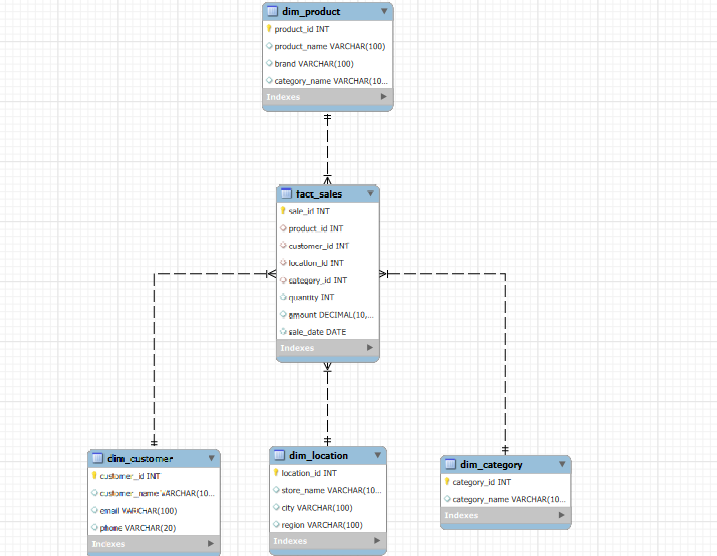 dim_product
product_id INT
product_name VARCHAR(100)
brand VARCHAR(100)
category_name VARCHAR(10...
Indexes
fact_sales
sale_id INT
product_id INT
customer_id INT
location_id INT
category_id INT
quantity INT
amount DECIMAL(10,...
sale_date DATE
Indexes
dim_customer
customer_id INT
customer_name VARCHAR(10...
email VARCHAR(100)
phone VARCHAR(20)
Indexes
dim_location
location_id INT
store_name VARCHAR(10...
city VARCHAR(100)
region VARCHAR(100)
Indexes
dim_category
category_id INT
category_name VARCHAR(10...
Indexes